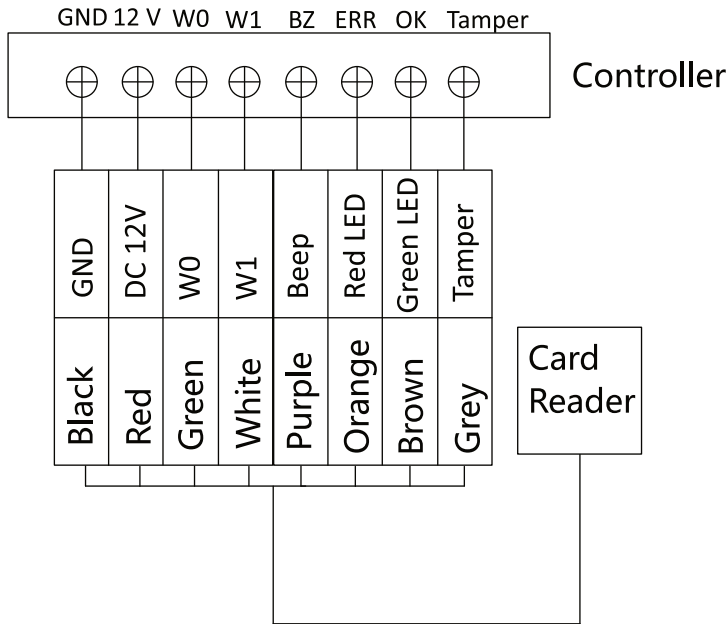 GND 12 V W0 W1 BZ ERR OK Tamper
Controller
GND DC 12V W0 W1 Beep Red LED Green LED Tamper
Black Red Green White Purple Orange Brown Grey
Card
Reader